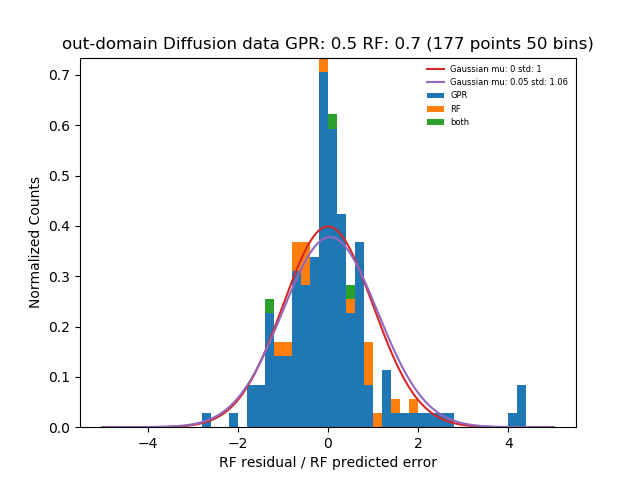 out-domain Diffusion data GPR: 0.5 RF: 0.7 (177 points 50 bins)
Gaussian mu: 0 std: 1
Gaussian mu: 0.05 std: 1.06
GPR
RF
both
Normalized Counts
0.7
0.6
0.5
0.4
0.3
0.2
0.1
0.0
−4 −2 0 2 4
RF residual / RF predicted error